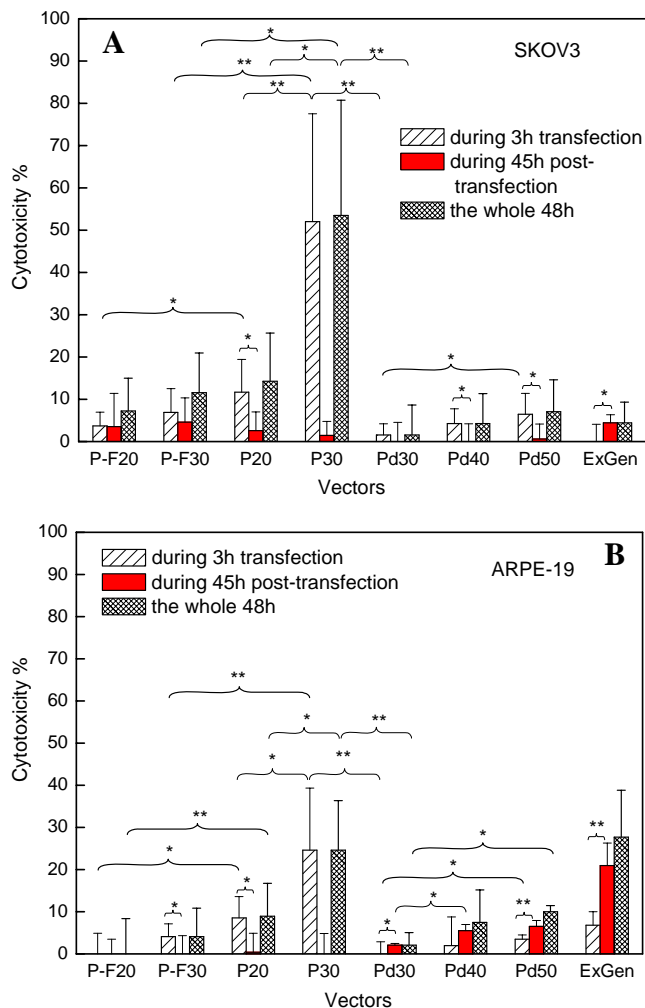 A
SKOV3
during 3h transfection
during 45h post-
transfection
the whole 48h
Cytotoxicity %
100
90
80
70
60
50
40
30
20
10
0
*
**
*
**
**
**
*
*
*
*
*
*
P-F20 P-F30 P20 P30 Pd30 Pd40 Pd50 ExGen
Vectors
B
ARPE-19
during 3h transfection
during 45h post-transfection
the whole 48h
Cytotoxicity %
100
90
80
70
60
50
40
30
20
10
0
**
*
**
*
**
**
*
*
*
*
*
*
*
**
**
P-F20 P-F30 P20 P30 Pd30 Pd40 Pd50 ExGen
Vectors